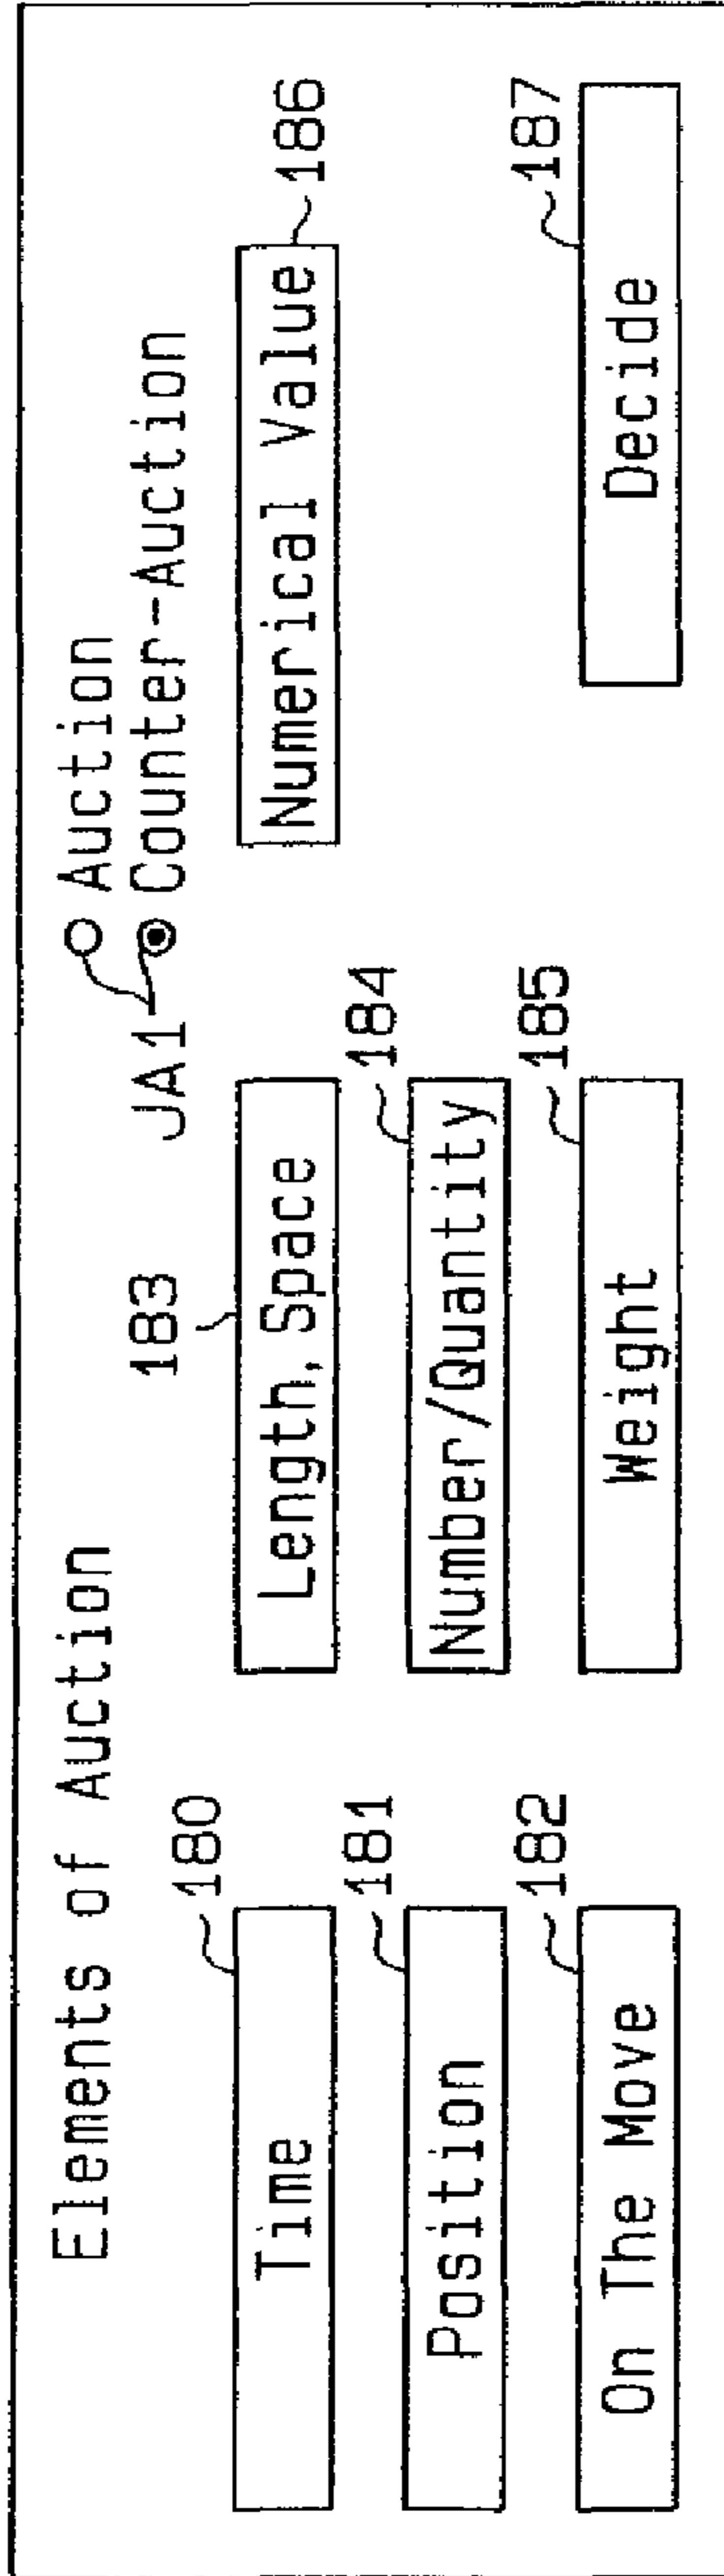 Elements of Auction
Auction
JA1 Counter-Auction
180
Time
181
Position
182
On The Move
183
Length, Space
184
Number/Quantity
185
Weight
186
Numerical Value
187
Decide